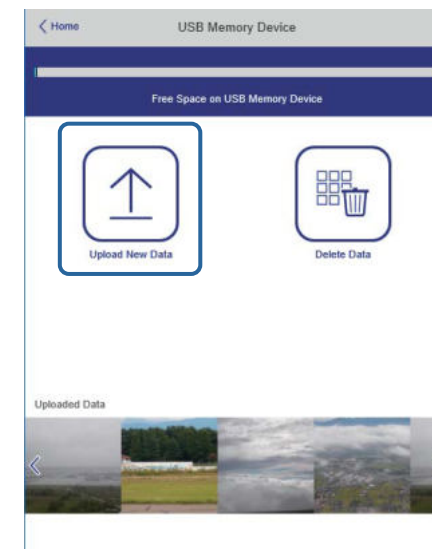 Home
USB Memory Device
Free Space on USB Memory Device
Upload New Data
Delete Data
Uploaded Data